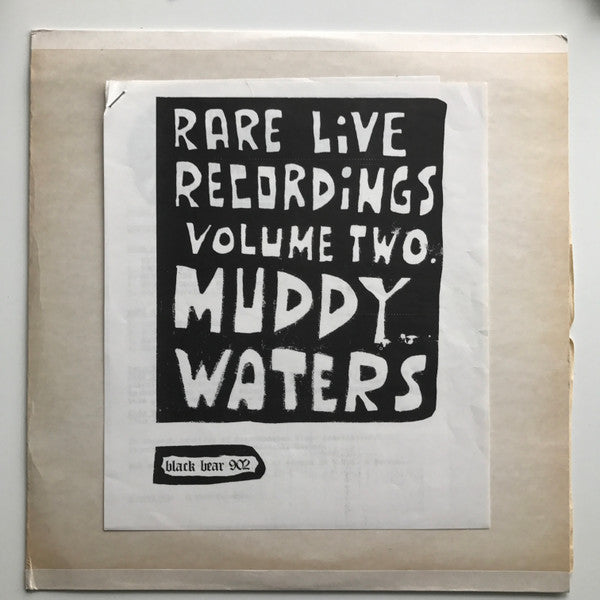 RARE LiVE
RECORDiNGS
VOLUME TWO.
MUDDY
WATERS
black bear 902